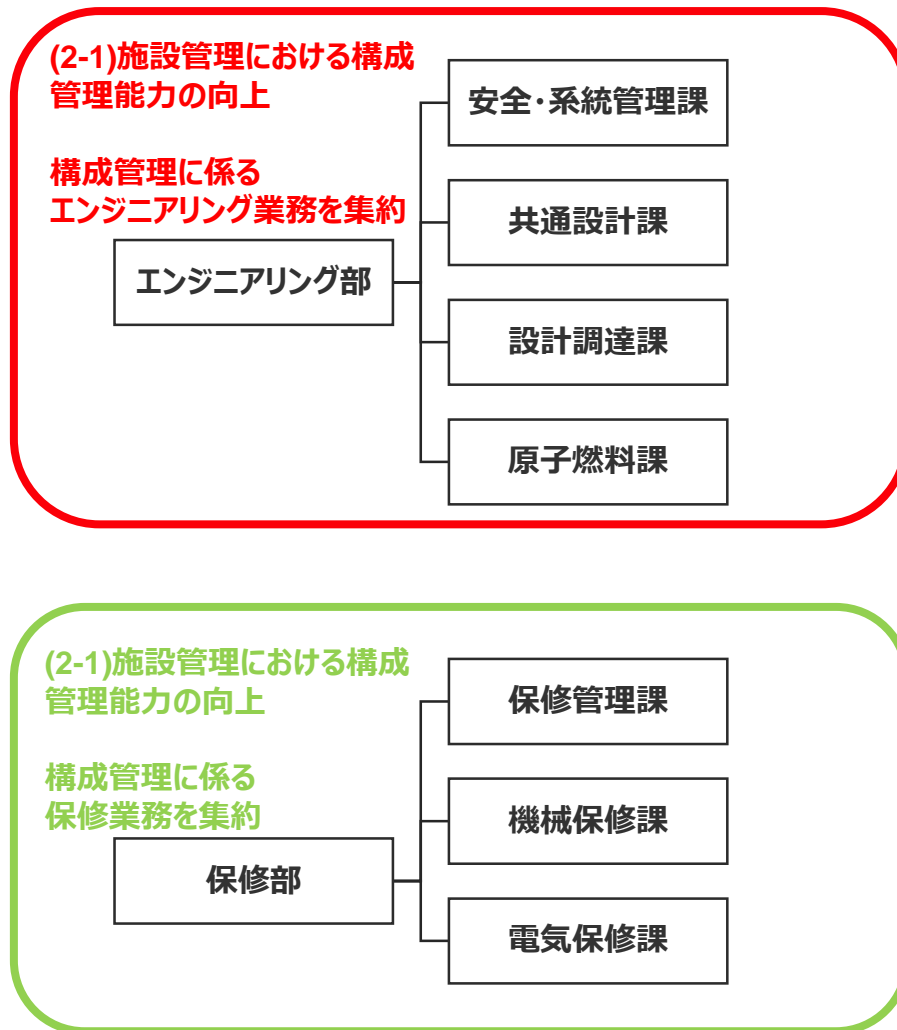 (2-1)施設管理における構成
管理能力の向上
構成管理に係る
エンジニアリング業務を集約
エンジニアリング部
安全・系統管理課
共通設計課
設計調達課
原子燃料課
(2-1)施設管理における構成
管理能力の向上
構成管理に係る
保修業務を集約
保修部
保修管理課
機械保修課
電気保修課